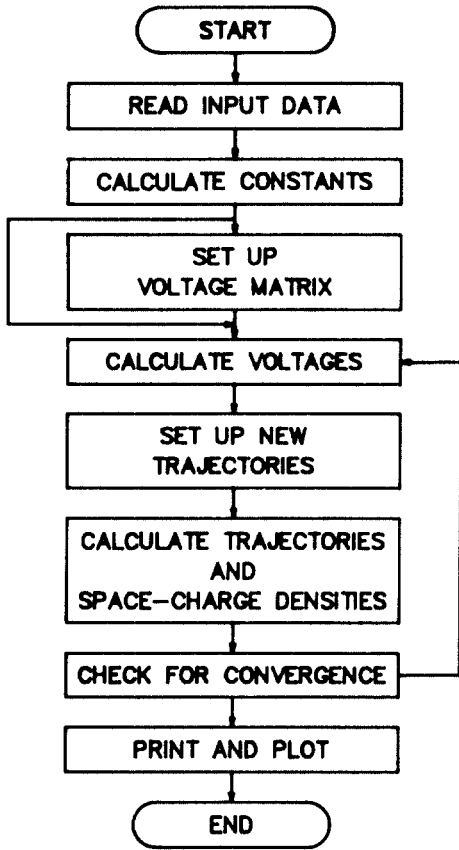 START
READ INPUT DATA
CALCULATE CONSTANTS
SET UP
VOLTAGE MATRIX
CALCULATE VOLTAGES
SET UP NEW
TRAJECTORIES
CALCULATE TRAJECTORIES
AND
SPACE-CHARGE DENSITIES
CHECK FOR CONVERGENCE
PRINT AND PLOT
END